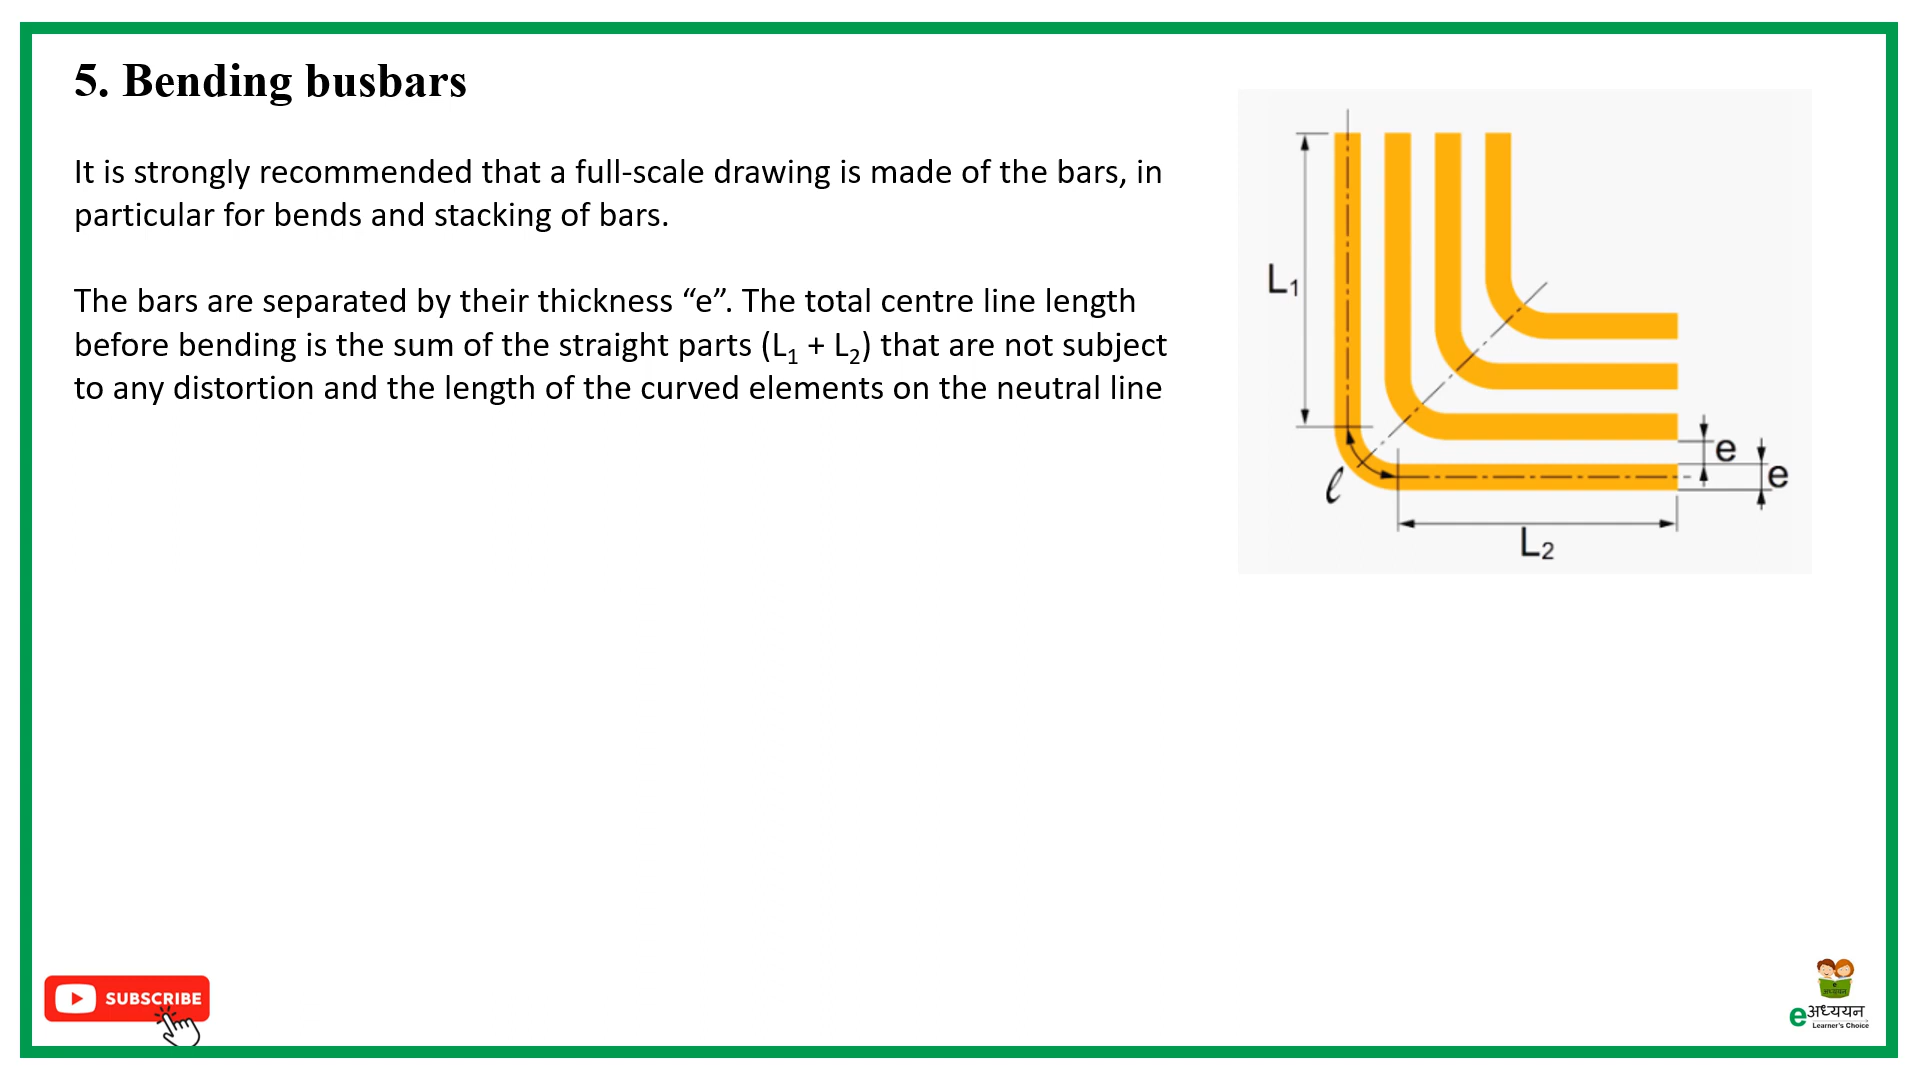 5. Bending busbars
It is strongly recommended that a full-scale drawing is made of the bars, in
particular for bends and stacking of bars.
The bars are separated by their thickness “e”. The total centre line length
before bending is the sum of the straight parts (L₁ + L₂) that are not subject
to any distortion and the length of the curved elements on the neutral line
L₁
e
e
ℓ
L₂
SUBSCRIBE
eअध्ययन
Learner's Choice